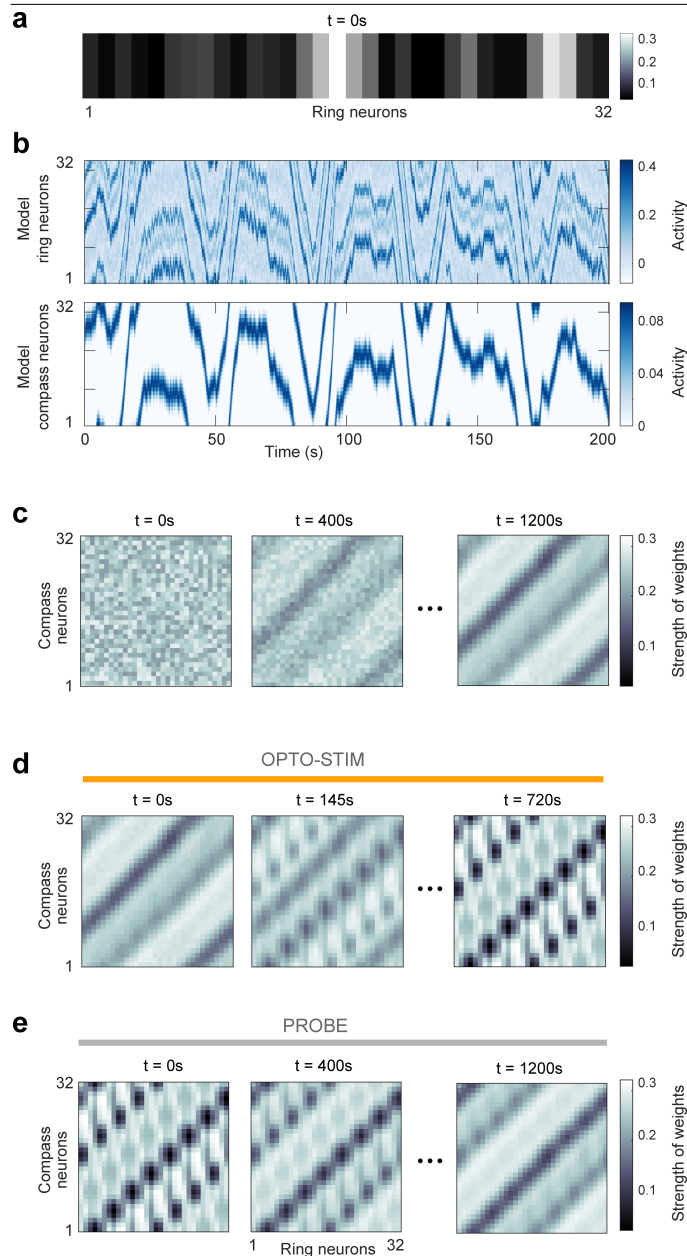 a
t = 0s
0.3
0.2
0.1
1 Ring neurons 32
b
32
Model
ring neurons
1
0.4
0.2
0
Activity
32
Model
compass neurons
1
0.08
0.04
0
Activity
0 50 100 150 200
Time (s)
c
t = 0s t = 400s t = 1200s
32
Compass
neurons
1
•••
0.3
0.2
0.1
Strength of weights
d
OPTO-STIM
t = 0s t = 145s t = 720s
32
Compass
neurons
1
•••
0.3
0.2
0.1
Strength of weights
e
PROBE
t = 0s t = 400s t = 1200s
32
Compass
neurons
1
•••
0.3
0.2
0.1
Strength of weights
1 Ring neurons 32